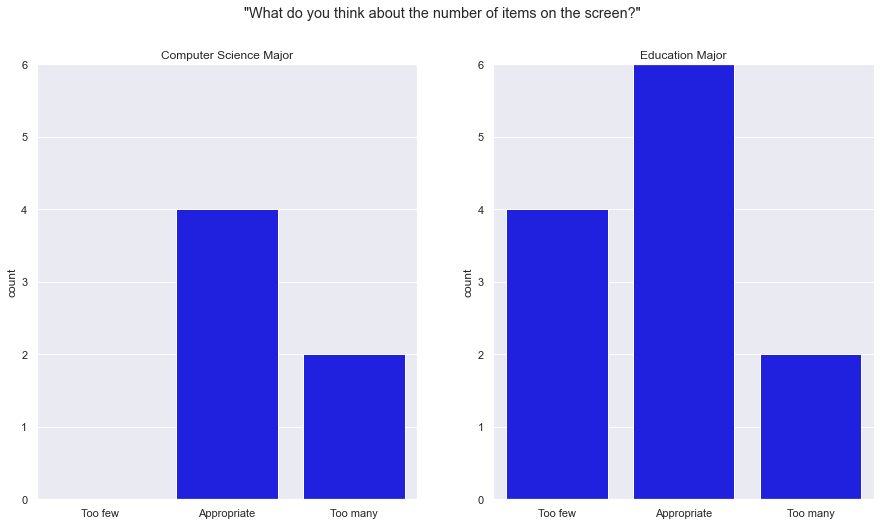 "What do you think about the number of items on the screen?"
Computer Science Major
6
5
4
3
2
1
0
count
Too few Appropriate Too many
Education Major
6
5
4
3
2
1
0
count
Too few Appropriate Too many